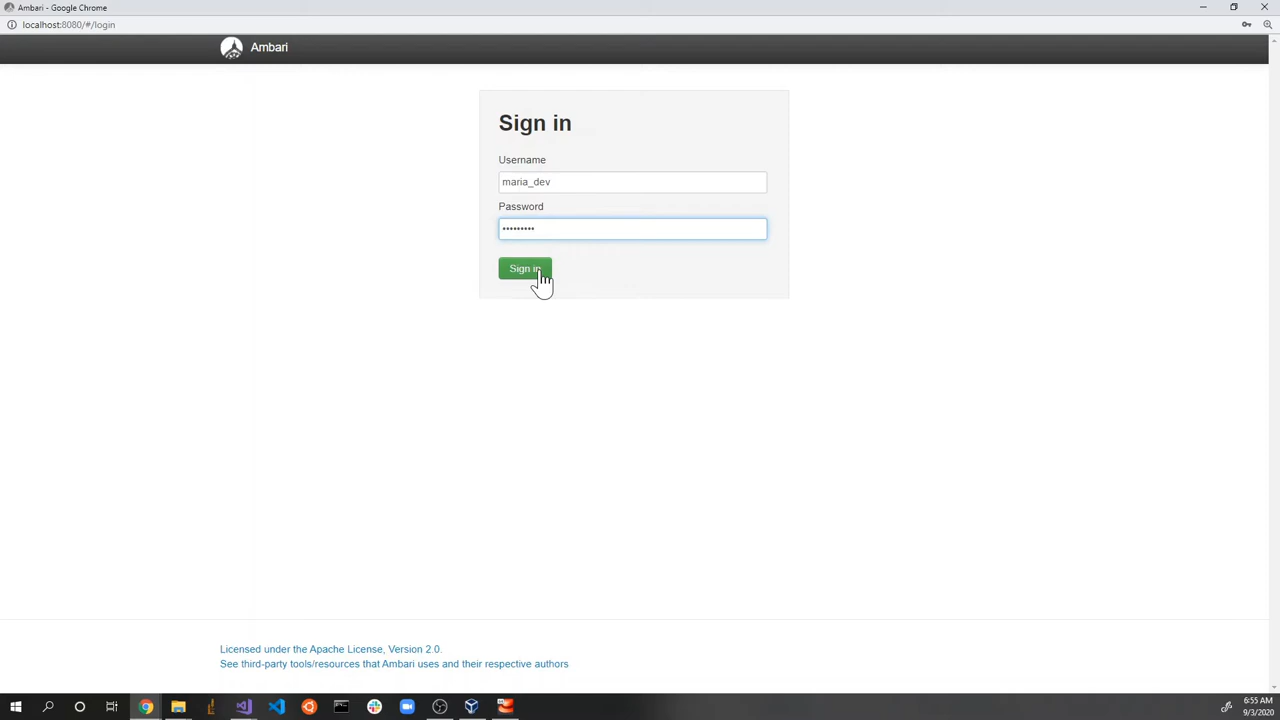 Ambari - Google Chrome
localhost:8080/#/login
Ambari
Sign in
Username
maria_dev
Password
•••••••••
Sign in
Licensed under the Apache License, Version 2.0.
See third-party tools/resources that Ambari uses and their respective authors
6:55 AM
9/3/2020